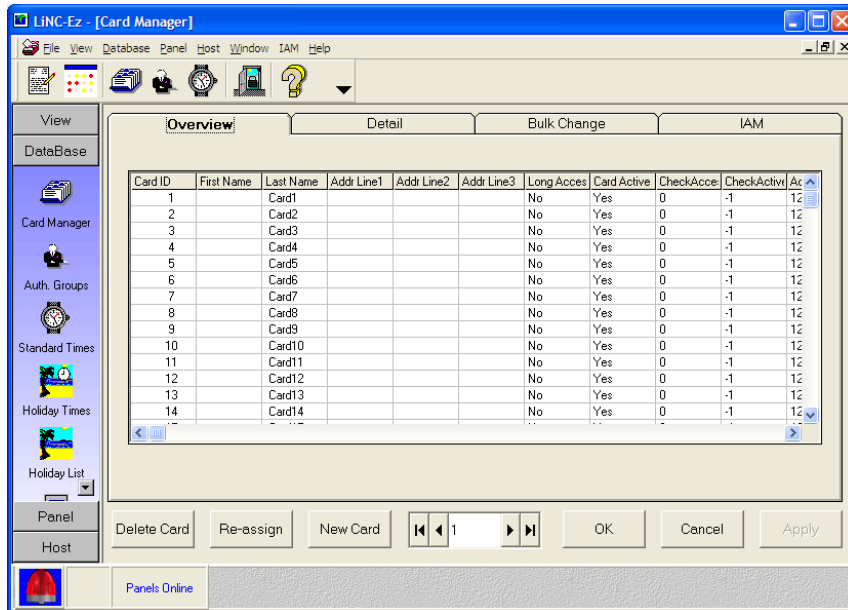 LiNC-Ez - [Card Manager]
File View Database Panel Host Window IAM Help
View
DataBase
Card Manager
Auth. Groups
Standard Times
Holiday Times
Holiday List
Panel
Host
Overview Detail Bulk Change IAM
Card ID First Name Last Name Addr Line1 Addr Line2 Addr Line3 Long Acces Card Active CheckAcce CheckActive Ac
1 Card1 No Yes 0 -1 12
2 Card2 No Yes 0 -1 12
3 Card3 No Yes 0 -1 12
4 Card4 No Yes 0 -1 12
5 Card5 No Yes 0 -1 12
6 Card6 No Yes 0 -1 12
7 Card7 No Yes 0 -1 12
8 Card8 No Yes 0 -1 12
9 Card9 No Yes 0 -1 12
10 Card10 No Yes 0 -1 12
11 Card11 No Yes 0 -1 12
12 Card12 No Yes 0 -1 12
13 Card13 No Yes 0 -1 12
14 Card14 No Yes 0 -1 12
Delete Card Re-assign New Card 1 OK Cancel Apply
Panels Online